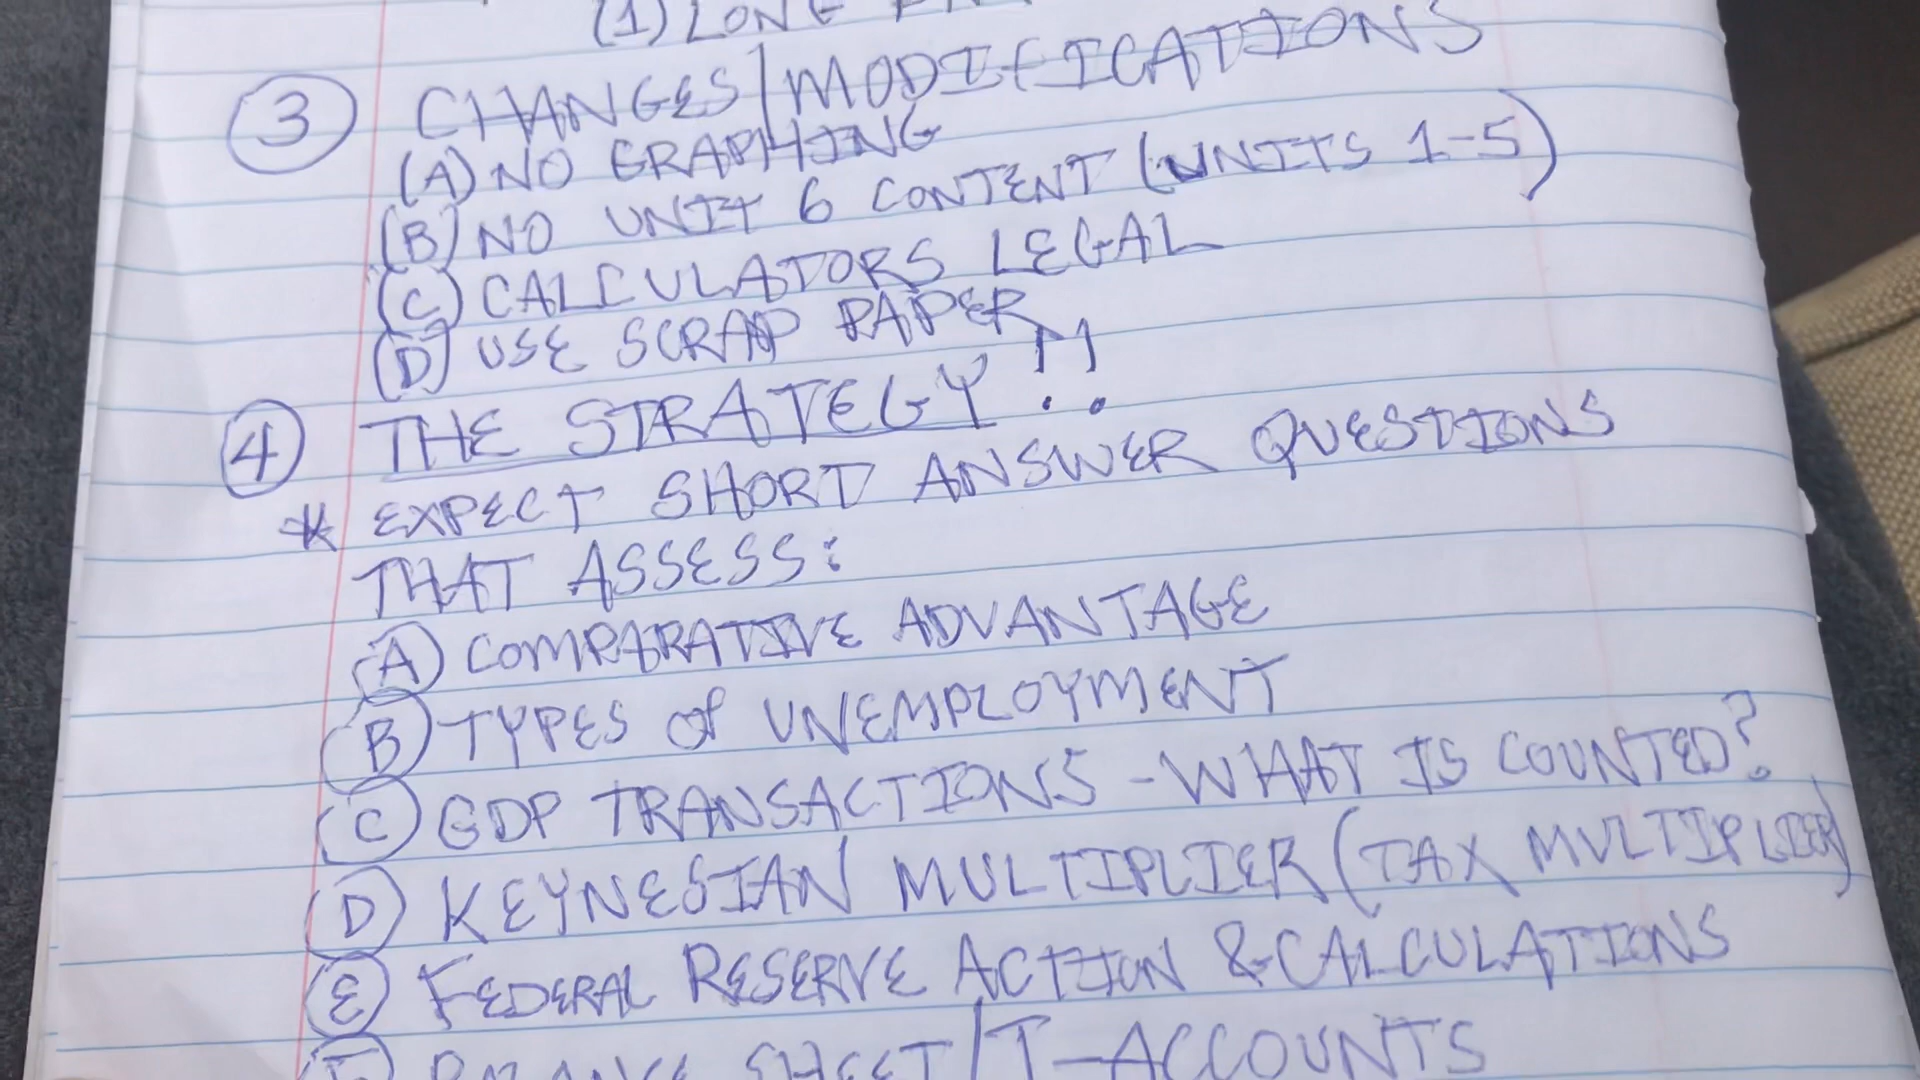 (1) LONG
③ CHANGES/MODIFICATIONS
(A) NO GRAPHING
(B) NO UNIT 6 CONTENT (UNITS 1-5)
(C) CALCULATORS LEGAL
(D) USE SCRAP PAPER
④ THE STRATEGY!!
* EXPECT SHORT ANSWER QUESTIONS
THAT ASSESS:
(A) COMPARATIVE ADVANTAGE
(B) TYPES OF UNEMPLOYMENT
(C) GDP TRANSACTIONS - WHAT IS COUNTED?
(D) KEYNESIAN MULTIPLIER (TAX MULTIPLIER)
(E) FEDERAL RESERVE ACTION & CALCULATIONS
(F) BALANCE SHEET/T-ACCOUNTS